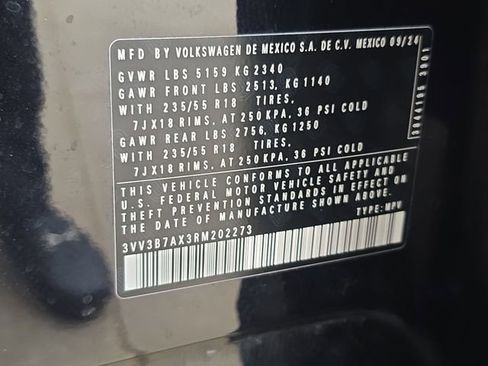 MFD. BY VOLKSWAGEN DE MEXICO S.A. DE C.V. MEXICO 09/24
GVWR LBS 5159 KG 2340
GAWR FRONT LBS 2513, KG 1140
WITH 235/55 R18 TIRES,
7JX18 RIMS, AT 250 KPA, 36 PSI COLD
GAWR REAR LBS 2756, KG 1250
WITH 235/55 R18 TIRES,
7JX18 RIMS, AT 250 KPA, 36 PSI COLD
THIS VEHICLE CONFORMS TO ALL APPLICABLE
U.S. FEDERAL MOTOR VEHICLE SAFETY AND
THEFT PREVENTION STANDARDS IN EFFECT ON
THE DATE OF MANUFACTURE SHOWN ABOVE.
3VV3B7AX3RM202273
TYPE: MPV